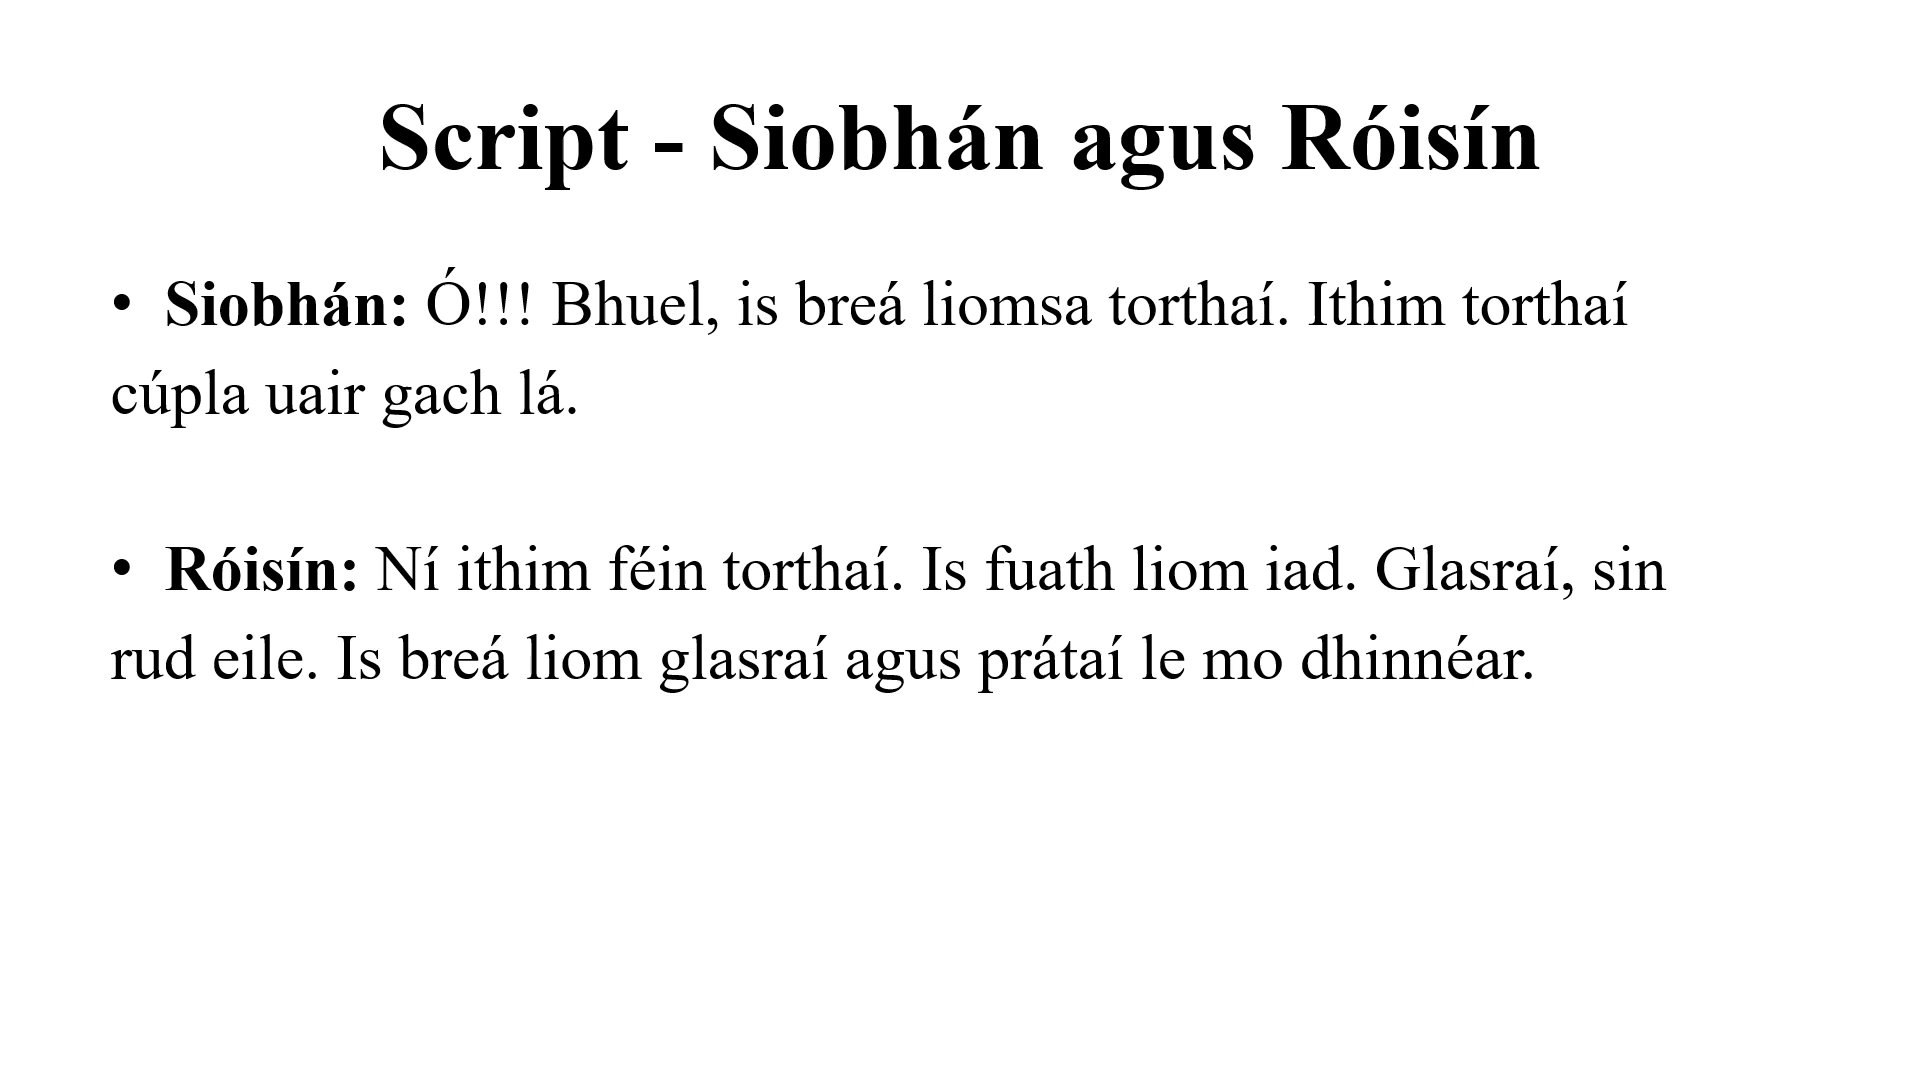 Script - Siobhán agus Róisín
• Siobhán: Ó!!! Bhuel, is breá liomsa torthaí. Ithim torthaí
cúpla uair gach lá.
• Róisín: Ní ithim féin torthaí. Is fuath liom iad. Glasraí, sin
rud eile. Is breá liom glasraí agus prátaí le mo dhinnéar.